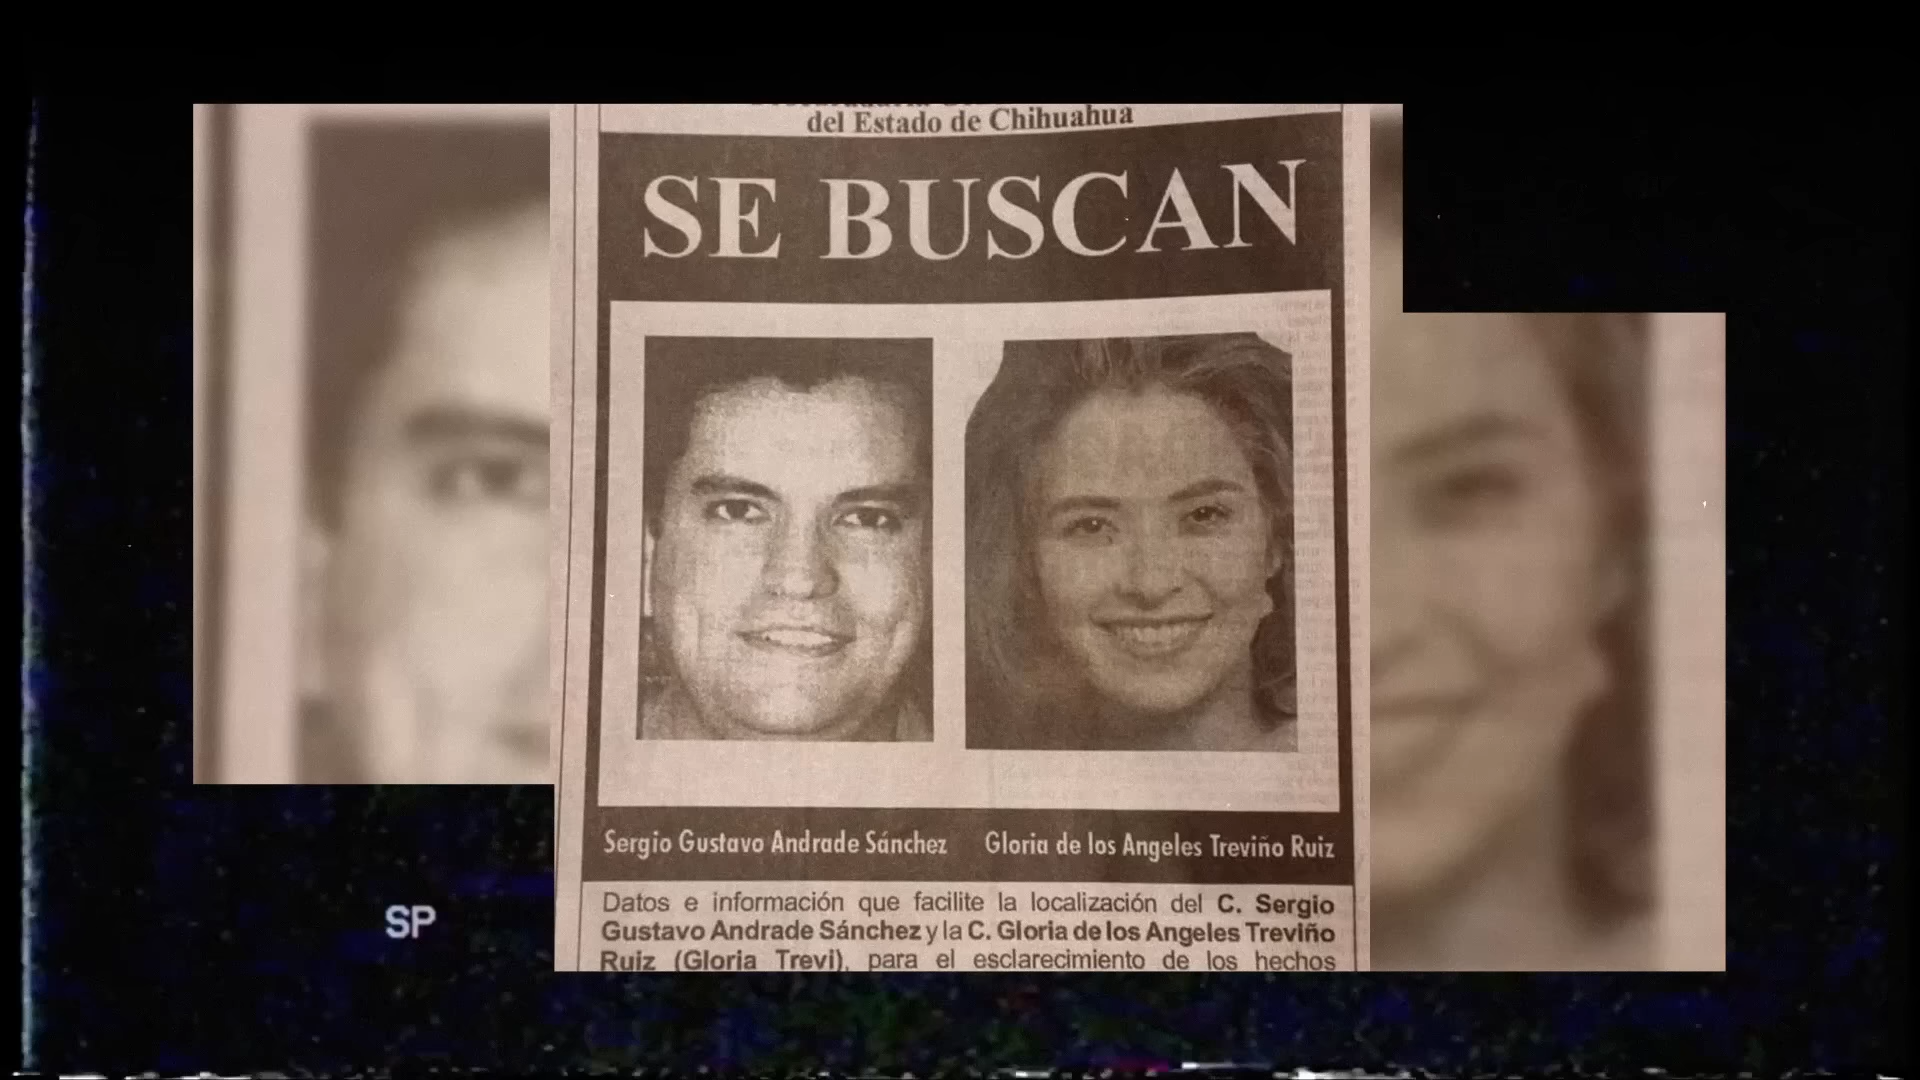 del Estado de Chihuahua
SE BUSCAN
Sergio Gustavo Andrade Sánchez
Gloria de los Angeles Treviño Ruiz
Datos e información que facilite la localización del C. Sergio
Gustavo Andrade Sánchez y la C. Gloria de los Angeles Treviño
Ruiz (Gloria Trevi), para el esclarecimiento de los hechos
SP